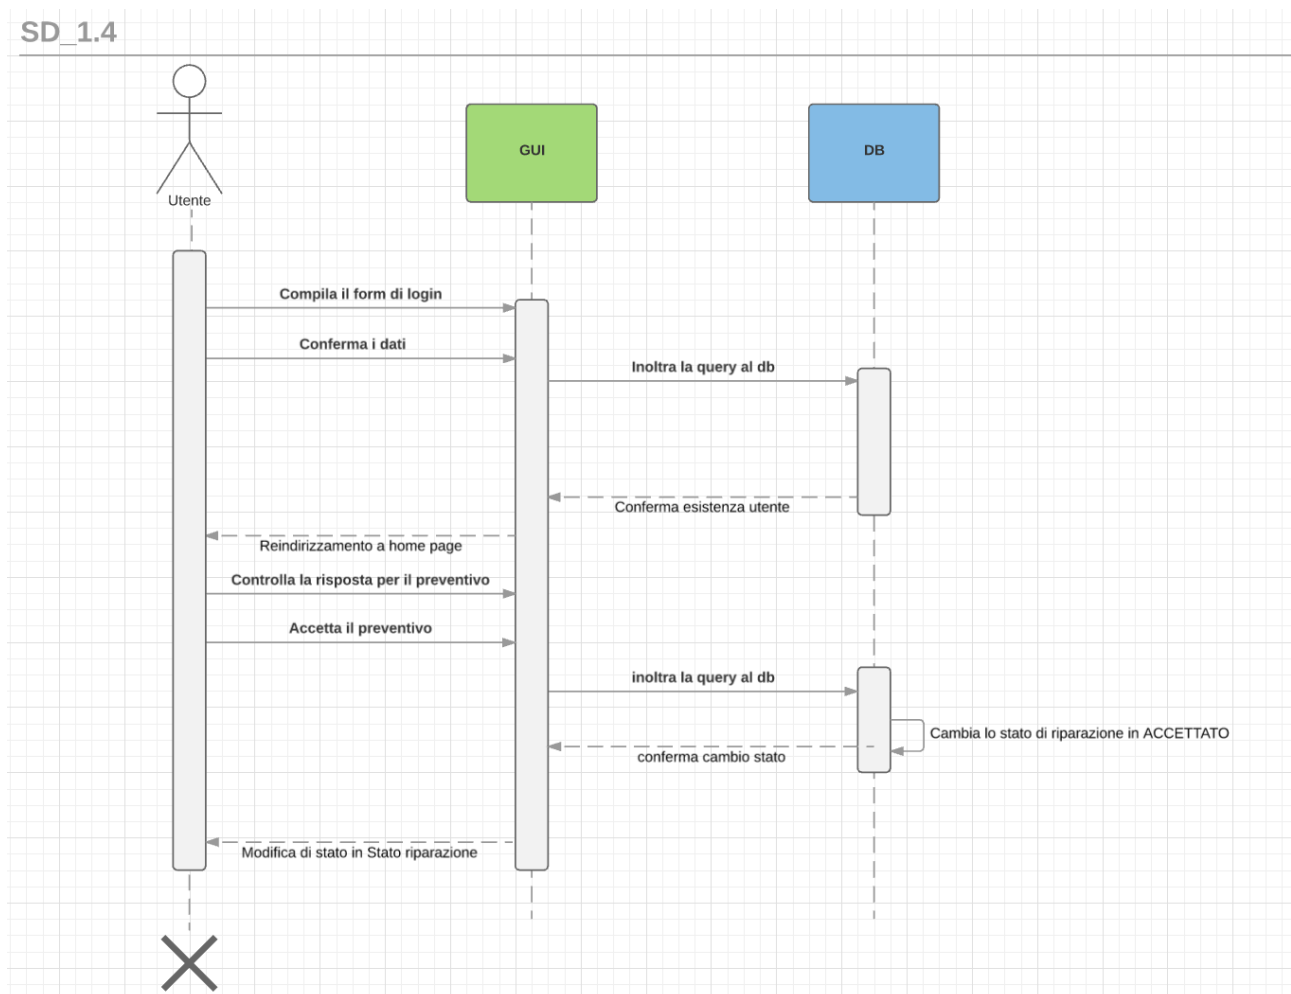 SD_1.4
Utente
GUI
DB
Compila il form di login
Conferma i dati
Inoltra la query al db
Conferma esistenza utente
Reindirizzamento a home page
Controlla la risposta per il preventivo
Accetta il preventivo
inoltra la query al db
Cambia lo stato di riparazione in ACCETTATO
conferma cambio stato
Modifica di stato in Stato riparazione